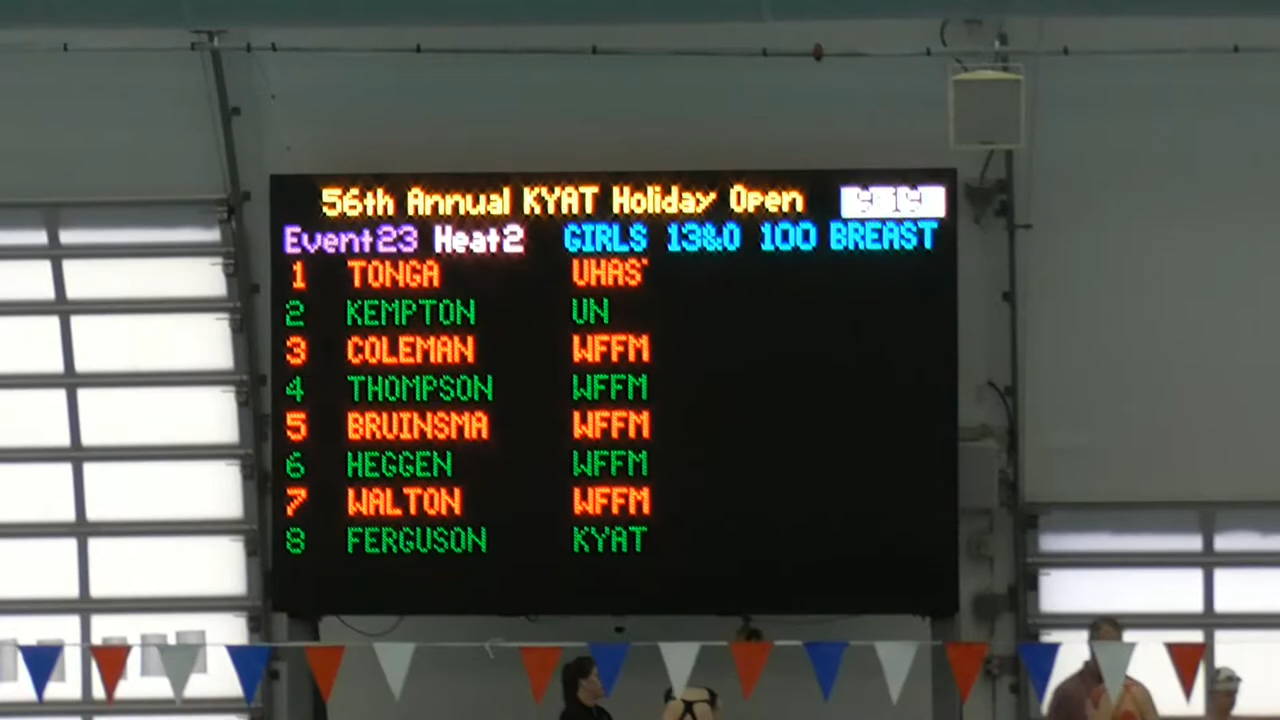 56th Annual KYAT Holiday Open
Event23 Heat2 GIRLS 13&O 100 BREAST
1 TONGA UHAS
2 KEMPTON UN
3 COLEMAN WFFM
4 THOMPSON WFFM
5 BRUINSMA WFFM
6 HEGGEN WFFM
7 WALTON WFFM
8 FERGUSON KYAT